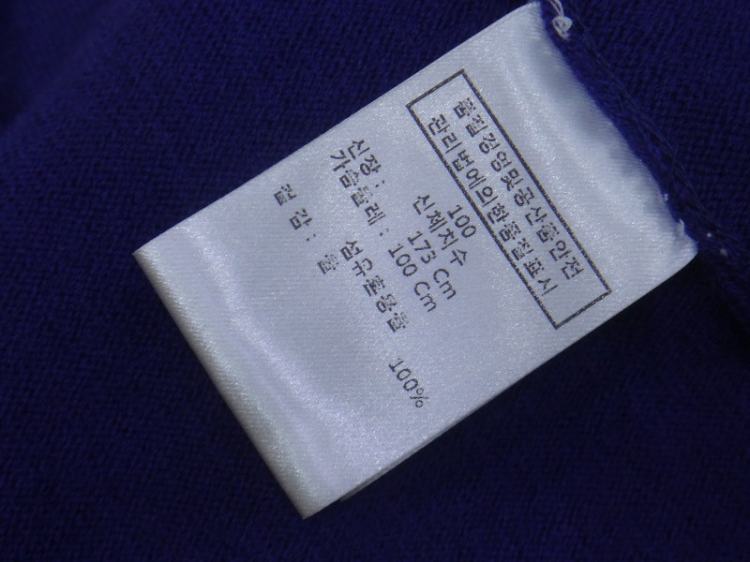 품질경영및공산품안전
관리법에의한품질표시
100
신체치수
신장 : 173 Cm
가슴둘레 : 100 Cm
섬유혼용율
겉 감 : 울 100%